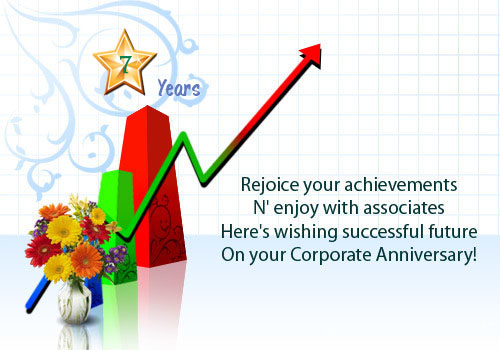 7
Years
Rejoice your achievements
N' enjoy with associates
Here's wishing successful future
On your Corporate Anniversary!